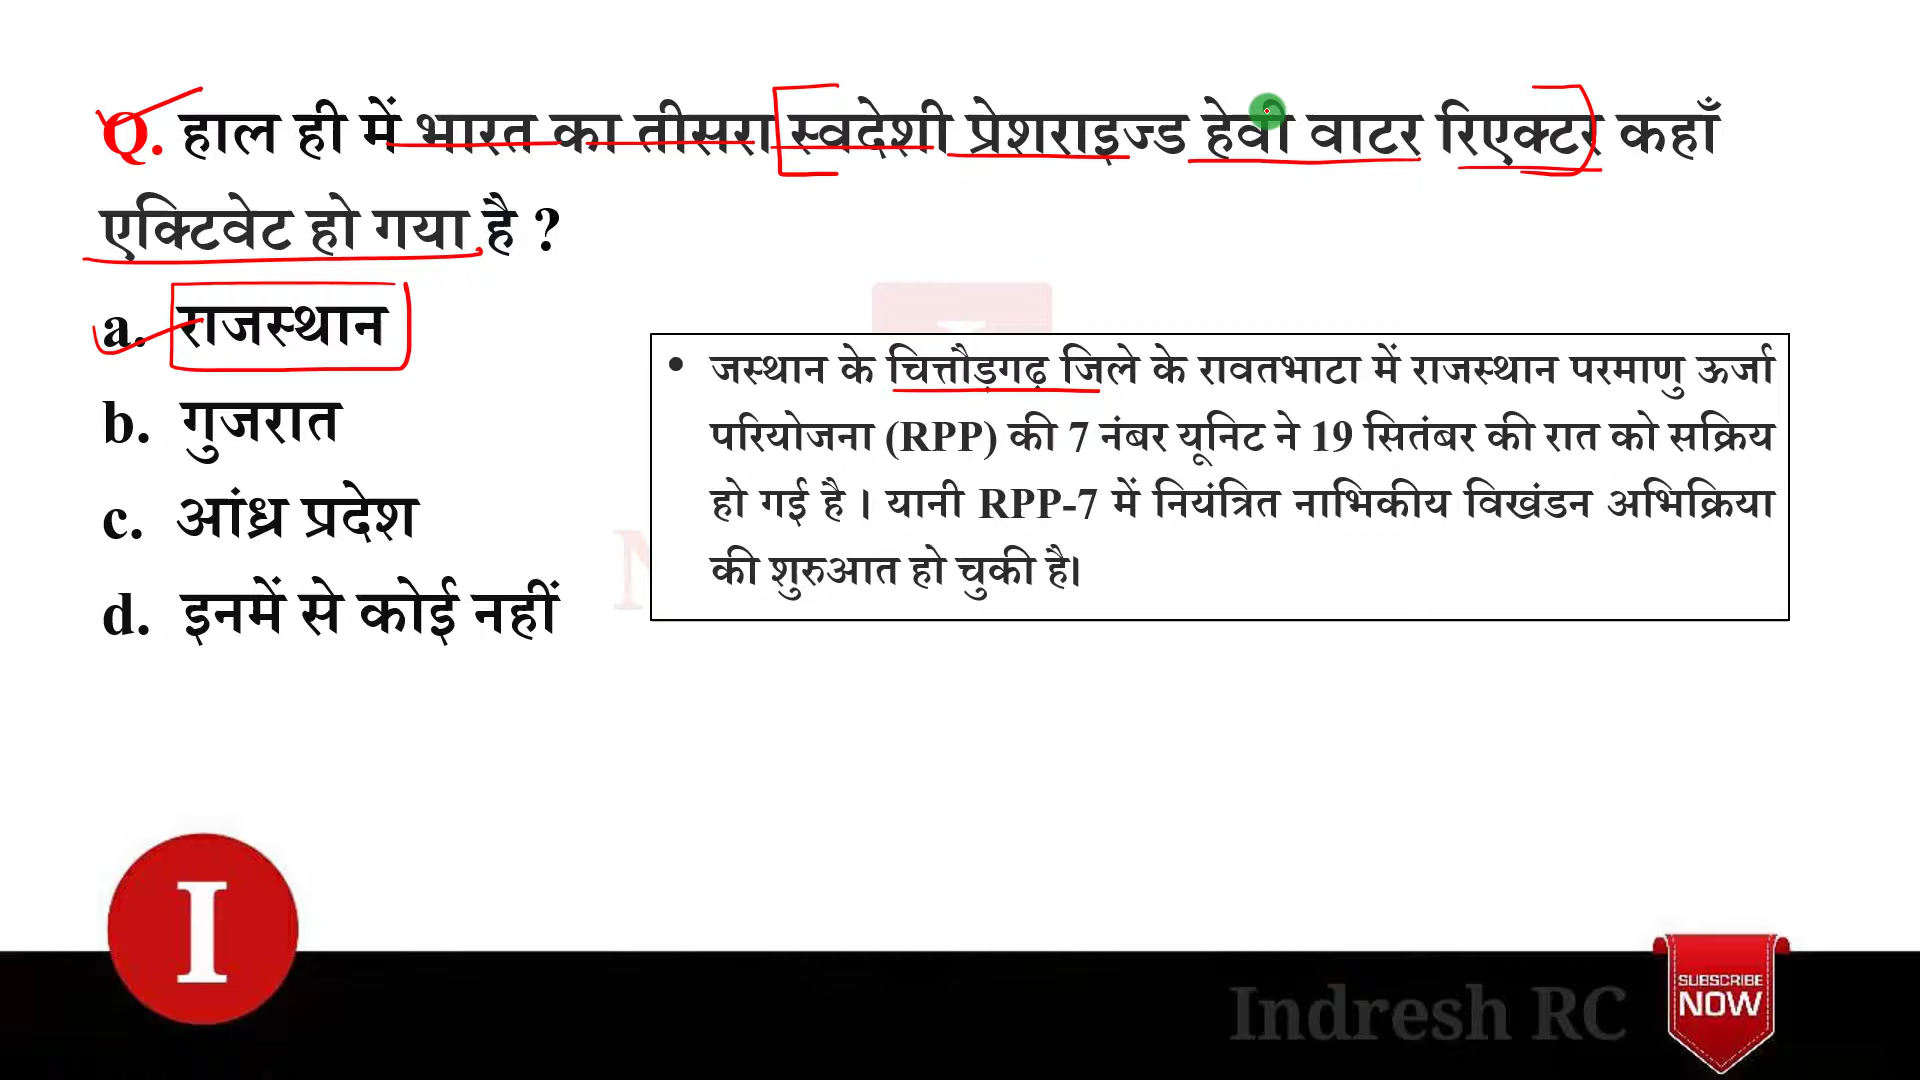 Q. हाल ही में भारत का तीसरा स्वदेशी प्रेशराइज्ड हेवी वाटर रिएक्टर कहाँ
एक्टिवेट हो गया है ?
a. राजस्थान
b. गुजरात
c. आंध्र प्रदेश
d. इनमें से कोई नहीं
• जस्थान के चित्तौड़गढ़ जिले के रावतभाटा में राजस्थान परमाणु ऊर्जा
परियोजना (RPP) की 7 नंबर यूनिट ने 19 सितंबर की रात को सक्रिय
हो गई है । यानी RPP-7 में नियंत्रित नाभिकीय विखंडन अभिक्रिया
की शुरुआत हो चुकी है।
I
Indresh RC
SUBSCRIBE
NOW